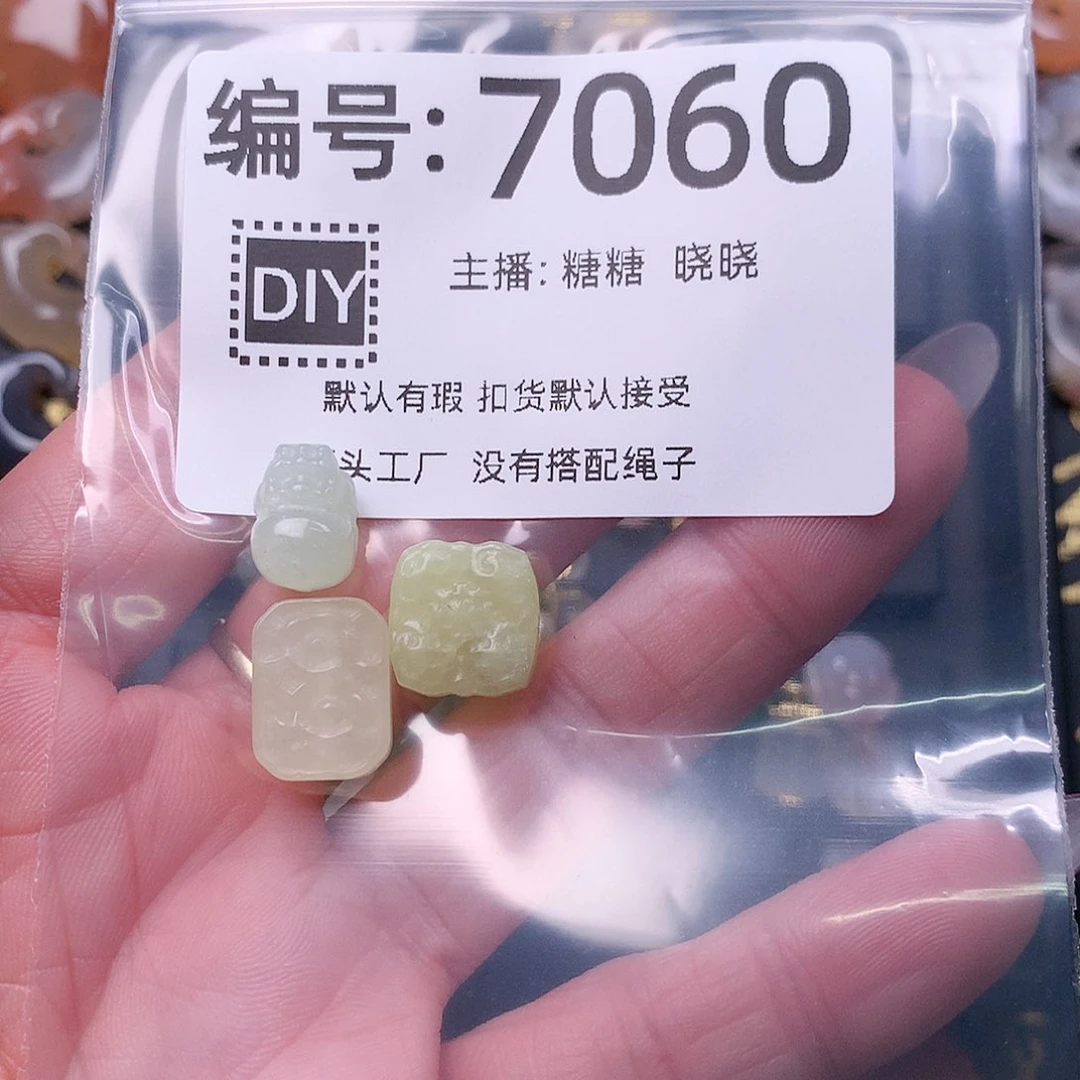 编号:7060
DIY
主播:糖糖 晓晓
默认有瑕 扣货默认接受
头工厂 没有搭配绳子